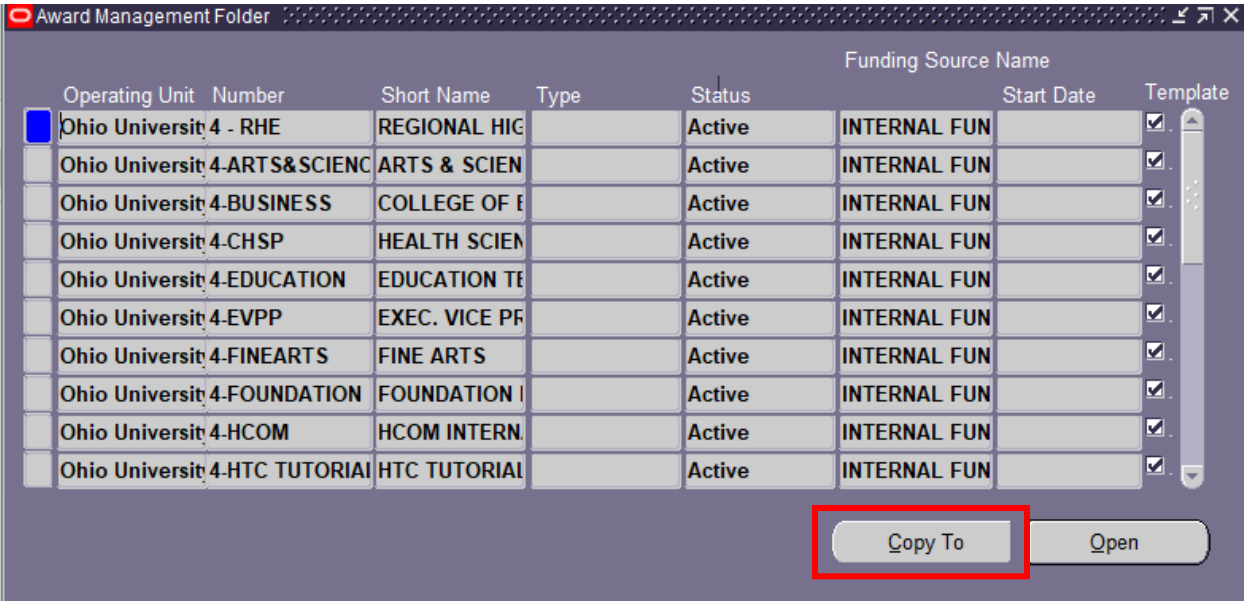 Award Management Folder
Funding Source Name
Operating Unit Number Short Name Type Status Start Date Template
Ohio University 4 - RHE REGIONAL HIG Active INTERNAL FUN
Ohio Universit 4-ARTS&SCIENC ARTS & SCIEN Active INTERNAL FUN
Ohio Universit 4-BUSINESS COLLEGE OF Active INTERNAL FUN
Ohio Universit 4-CHSP HEALTH SCIEN Active INTERNAL FUN
Ohio Universit 4-EDUCATION EDUCATION TE Active INTERNAL FUN
Ohio Universit 4-EVPP EXEC. VICE PR Active INTERNAL FUN
Ohio Universit 4-FINEARTS FINE ARTS Active INTERNAL FUN
Ohio Universit 4-FOUNDATION FOUNDATION Active INTERNAL FUN
Ohio Universit 4-HCOM HCOM INTERN. Active INTERNAL FUN
Ohio Universit 4-HTC TUTORIAL HTC TUTORIAL Active INTERNAL FUN
Copy To Open